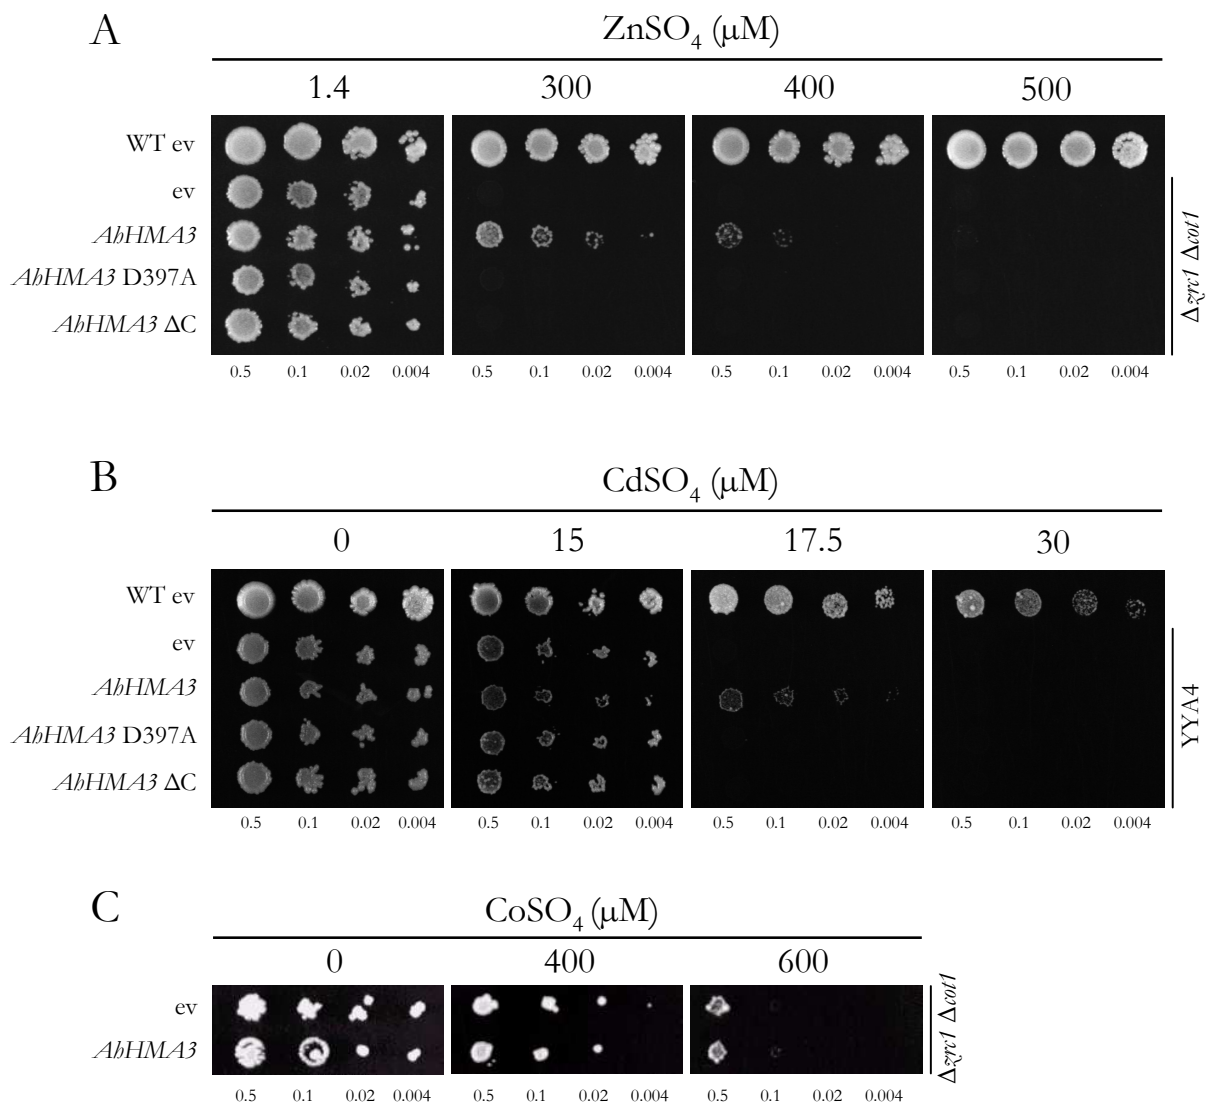 A
ZnSO4 (µM)
1.4 300 400 500
WT ev
ev
AhHMA3
AhHMA3 D397A
AhHMA3 ΔC
Δzrc1 Δcot1
0.5 0.1 0.02 0.004 0.5 0.1 0.02 0.004 0.5 0.1 0.02 0.004 0.5 0.1 0.02 0.004
B
CdSO4 (µM)
0 15 17.5 30
WT ev
ev
AhHMA3
AhHMA3 D397A
AhHMA3 ΔC
YYA4
0.5 0.1 0.02 0.004 0.5 0.1 0.02 0.004 0.5 0.1 0.02 0.004 0.5 0.1 0.02 0.004
C
CoSO4 (µM)
0 400 600
ev
AhHMA3
Δzrc1 Δcot1
0.5 0.1 0.02 0.004 0.5 0.1 0.02 0.004 0.5 0.1 0.02 0.004